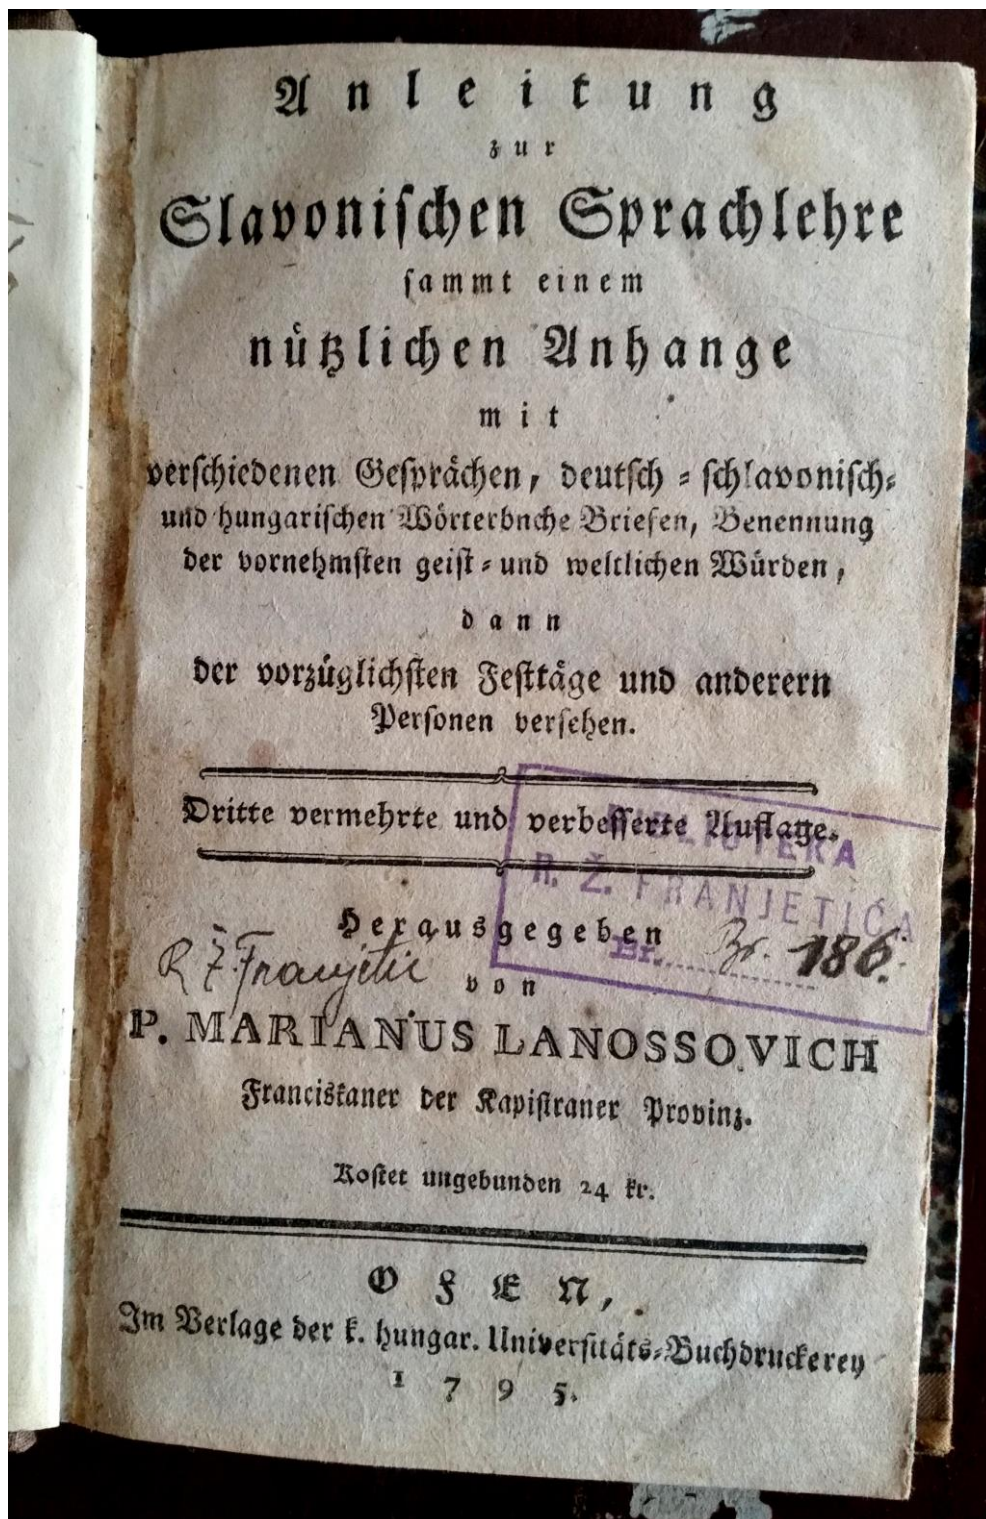 Anleitung
zur
Slavonischen Sprachlehre
sammt einem
nützlichen Anhange
mit
verschiedenen Gesprächen, deutsch-schlavonisch-
und hungarischen Wörterbnche Briefen, Benennung
der vornehmsten geist-und weltlichen Würden,
dann
der vorzüglichsten Festtäge und anderern
Personen versehen.
Dritte vermehrte und verbesserte Auflage.
BIBLIOTEKA
R. Ž. FRANJETIĆA
Br. Br. 186.
Herausgegeben
R Ž. Franjetić
von
P. MARIANUS LANOSSOVICH
Franciskaner der Kapistraner Provinz.
Kostet ungebunden 24 kr.
OFEN,
Im Verlage der k. hungar. Universitäts-Buchdruckerey
1795.